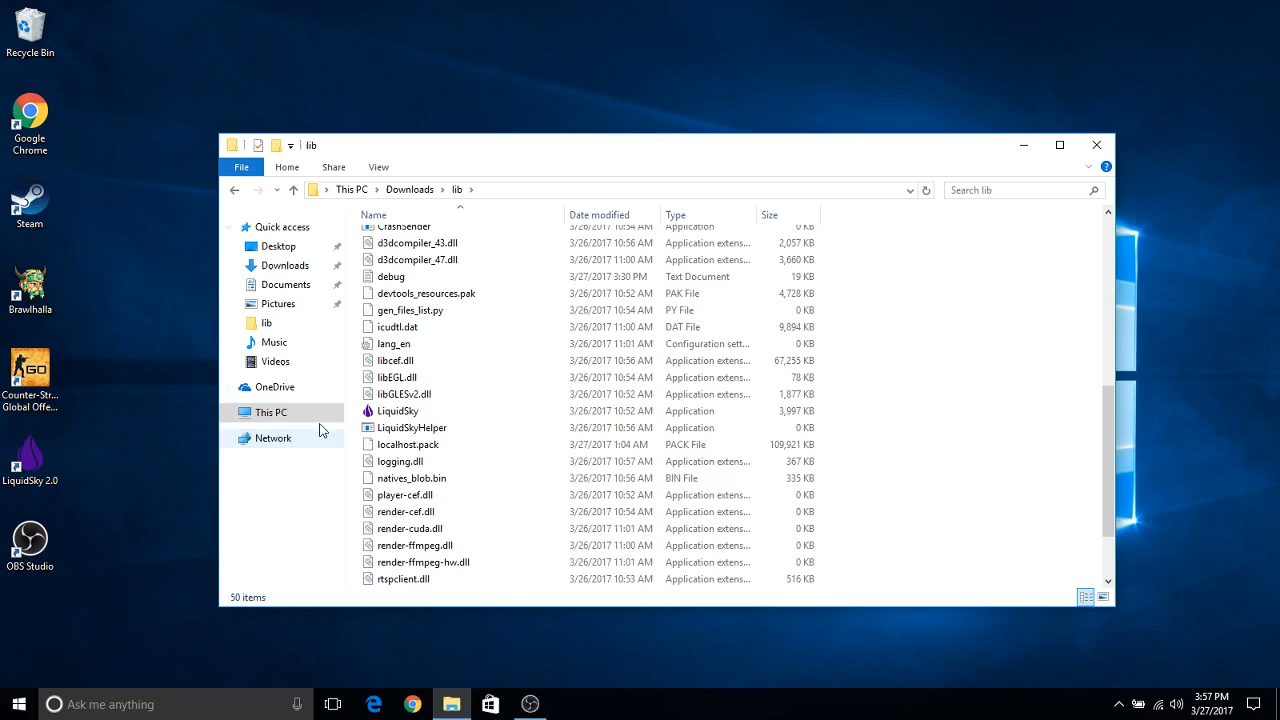 Recycle Bin
Google
Chrome
Steam
Brawlhalla
Counter-Str...
Global Offe...
LiquidSky 2.0
OBS Studio
lib
File Home Share View
This PC Downloads lib
Search lib
Name Date modified Type Size
Quick access
Desktop
Downloads
Documents
Pictures
lib
Music
Videos
OneDrive
This PC
Network
CrashSender 3/26/2017 10:54 AM Application 0 KB
d3dcompiler_43.dll 3/26/2017 10:56 AM Application extens... 2,057 KB
d3dcompiler_47.dll 3/26/2017 11:00 AM Application extens... 3,660 KB
debug 3/27/2017 3:30 PM Text Document 19 KB
devtools_resources.pak 3/26/2017 10:52 AM PAK File 4,728 KB
gen_files_list.py 3/26/2017 10:54 AM PY File 0 KB
icudtl.dat 3/26/2017 11:00 AM DAT File 9,894 KB
lang_en 3/26/2017 11:00 AM Configuration sett... 0 KB
libcef.dll 3/26/2017 10:56 AM Application extens... 67,255 KB
libEGL.dll 3/26/2017 10:54 AM Application extens... 78 KB
libGLESv2.dll 3/26/2017 10:52 AM Application extens... 1,877 KB
LiquidSky 3/26/2017 10:52 AM Application 3,997 KB
LiquidSkyHelper 3/26/2017 10:56 AM Application 0 KB
localhost.pack 3/27/2017 1:04 AM PACK File 109,921 KB
logging.dll 3/26/2017 10:57 AM Application extens... 367 KB
natives_blob.bin 3/26/2017 10:56 AM BIN File 335 KB
player-cef.dll 3/26/2017 10:52 AM Application extens... 0 KB
render-cef.dll 3/26/2017 10:54 AM Application extens... 0 KB
render-cuda.dll 3/26/2017 11:01 AM Application extens... 0 KB
render-ffmpeg.dll 3/26/2017 11:00 AM Application extens... 0 KB
render-ffmpeg-hw.dll 3/26/2017 11:01 AM Application extens... 0 KB
rtspclient.dll 3/26/2017 10:53 AM Application extens... 516 KB
50 items
Ask me anything
3:57 PM
3/27/2017